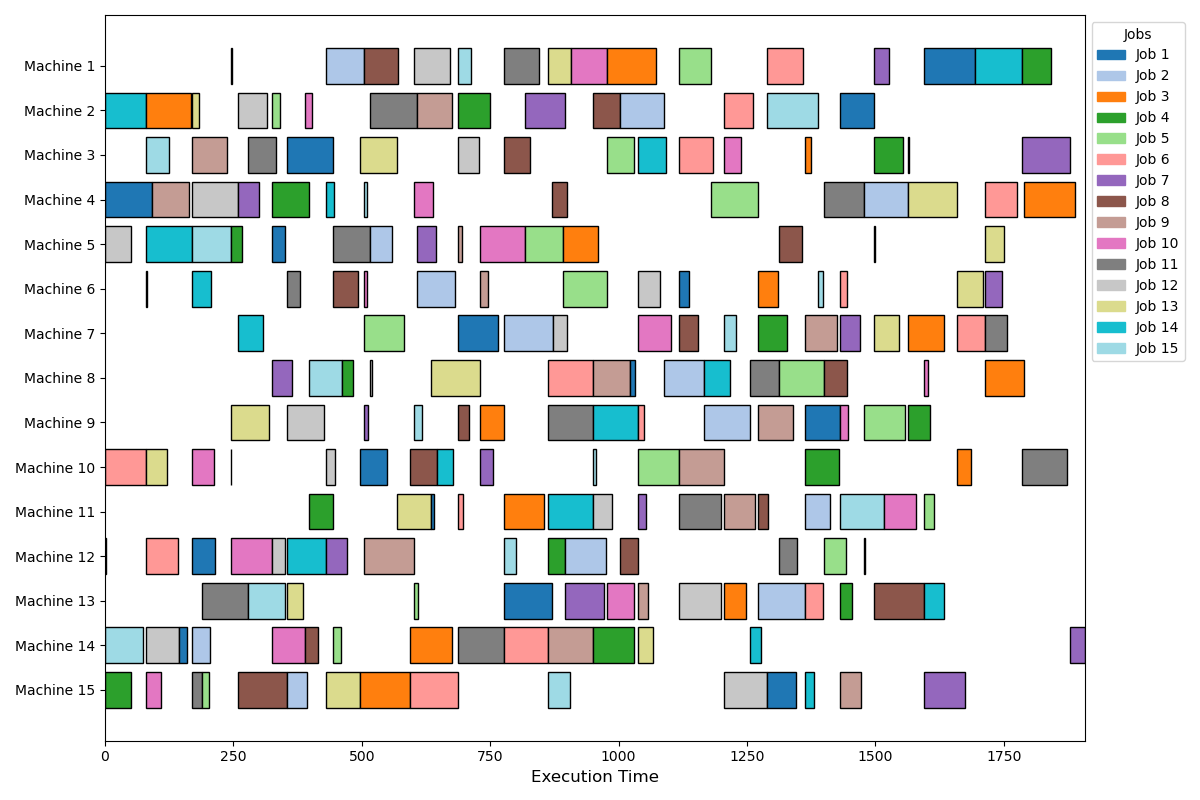 Machine 1
Machine 2
Machine 3
Machine 4
Machine 5
Machine 6
Machine 7
Machine 8
Machine 9
Machine 10
Machine 11
Machine 12
Machine 13
Machine 14
Machine 15
0 250 500 750 1000 1250 1500 1750
Execution Time
Jobs
Job 1
Job 2
Job 3
Job 4
Job 5
Job 6
Job 7
Job 8
Job 9
Job 10
Job 11
Job 12
Job 13
Job 14
Job 15